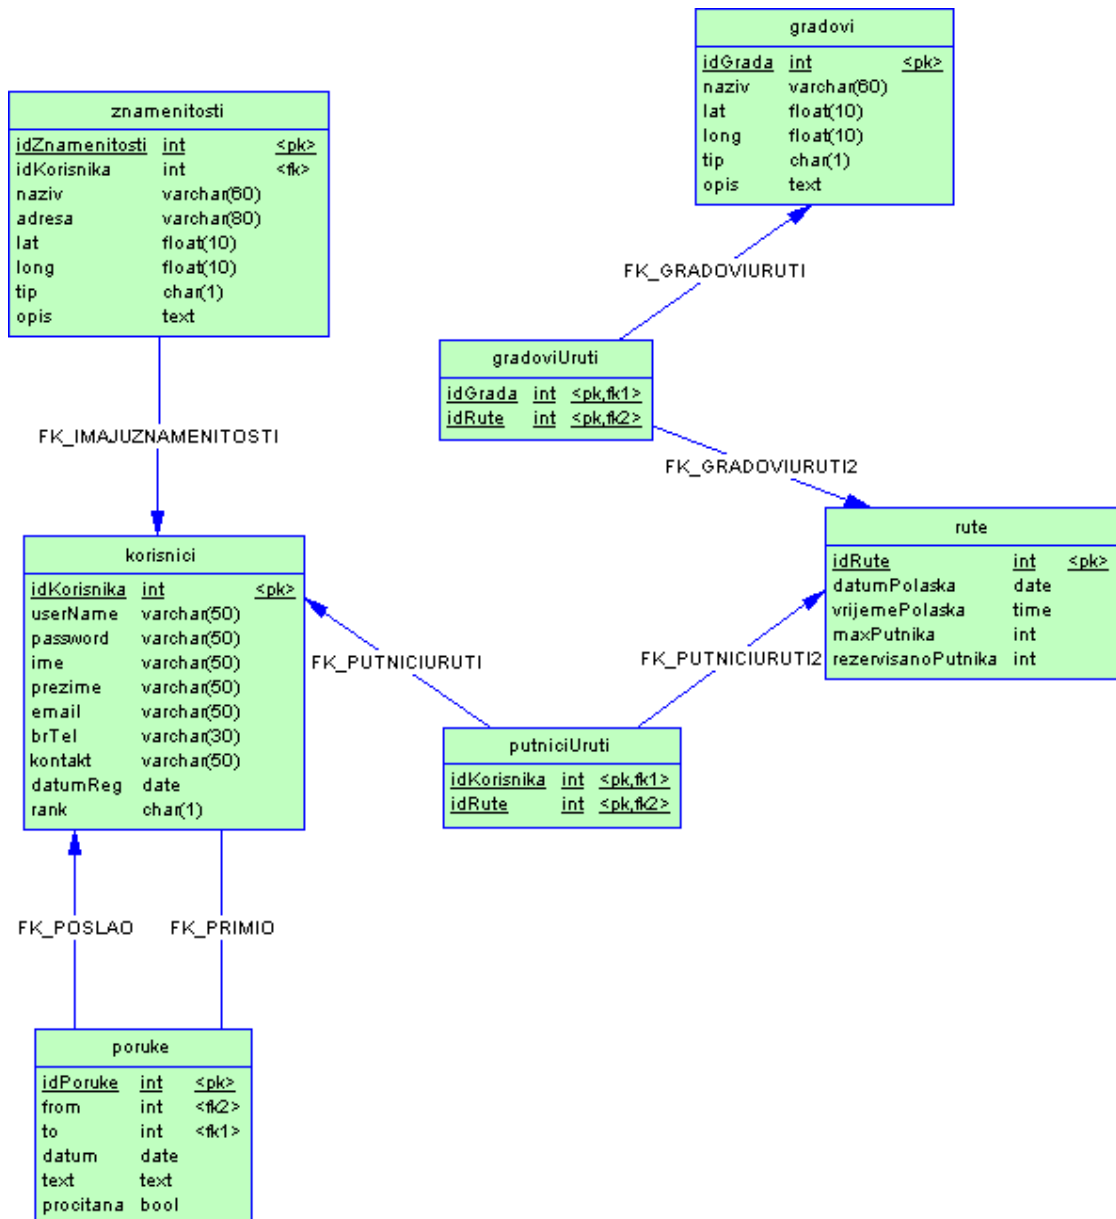 gradovi
idGrada int <pk>
naziv varchar(60)
lat float(10)
long float(10)
tip char(1)
opis text
znamenitosti
idZnamenitosti int <pk>
idKorisnika int <fk>
naziv varchar(60)
adresa varchar(80)
lat float(10)
long float(10)
tip char(1)
opis text
FK_GRADOVIURUTI
gradoviUruti
idGrada int <pk,fk1>
idRute int <pk,fk2>
FK_IMAJUZNAMENITOSTI
FK_GRADOVIURUTI2
rute
idRute int <pk>
datumPolaska date
vrijemePolaska time
maxPutnika int
rezervisanoPutnika int
korisnici
idKorisnika int <pk>
userName varchar(50)
password varchar(50)
ime varchar(50)
prezime varchar(50)
email varchar(50)
brTel varchar(30)
kontakt varchar(50)
datumReg date
rank char(1)
FK_PUTNICIURUTI
FK_PUTNICIURUTI2
putniciUruti
idKorisnika int <pk,fk1>
idRute int <pk,fk2>
FK_POSLAO
FK_PRIMIO
poruke
idPoruke int <pk>
from int <fk2>
to int <fk1>
datum date
text text
procitana bool